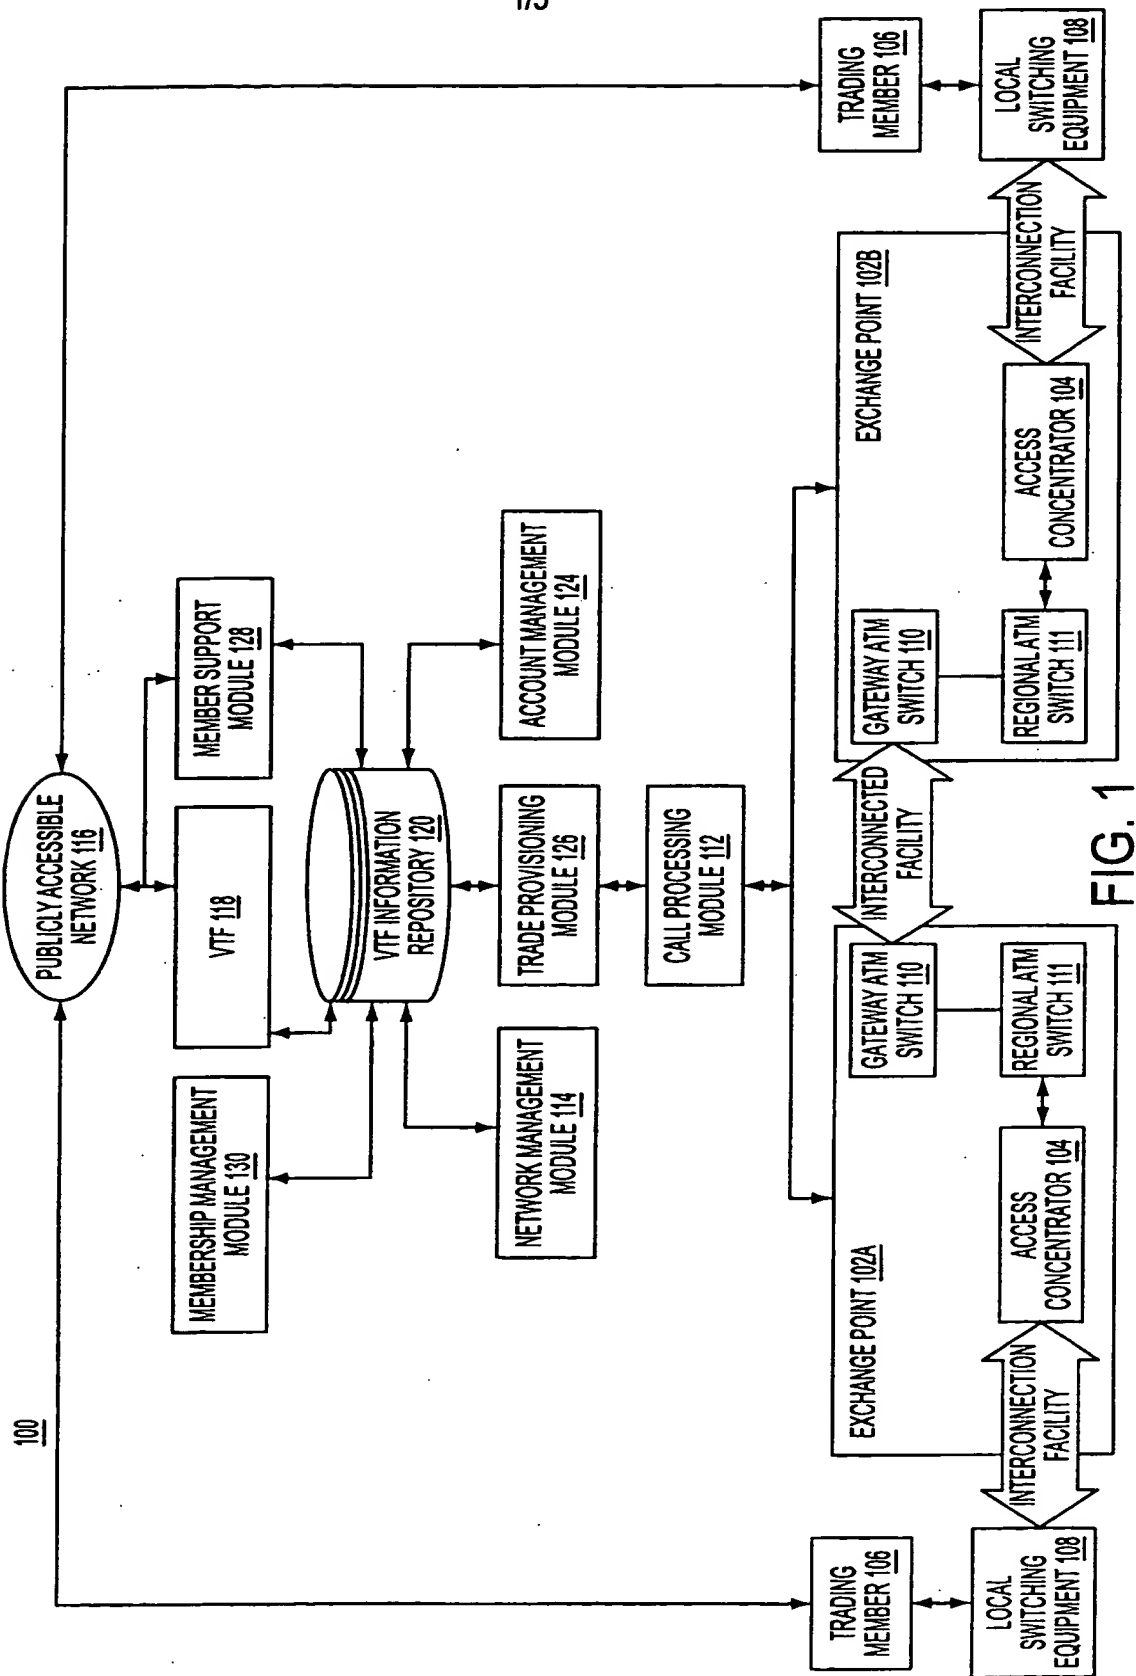 1/5
100
PUBLICLY ACCESSIBLE
NETWORK 116
MEMBERSHIP MANAGEMENT
MODULE 130
VTF 118
MEMBER SUPPORT
MODULE 128
VTF INFORMATION
REPOSITORY 120
NETWORK MANAGEMENT
MODULE 114
TRADE PROVISIONING
MODULE 126
ACCOUNT MANAGEMENT
MODULE 124
CALL PROCESSING
MODULE 112
TRADING
MEMBER 106
LOCAL
SWITCHING
EQUIPMENT 108
INTERCONNECTION
FACILITY
EXCHANGE POINT 102A
ACCESS
CONCENTRATOR 104
GATEWAY ATM
SWITCH 110
REGIONAL ATM
SWITCH 111
INTERCONNECTED
FACILITY
EXCHANGE POINT 102B
GATEWAY ATM
SWITCH 110
REGIONAL ATM
SWITCH 111
ACCESS
CONCENTRATOR 104
INTERCONNECTION
FACILITY
TRADING
MEMBER 106
LOCAL
SWITCHING
EQUIPMENT 108
FIG. 1